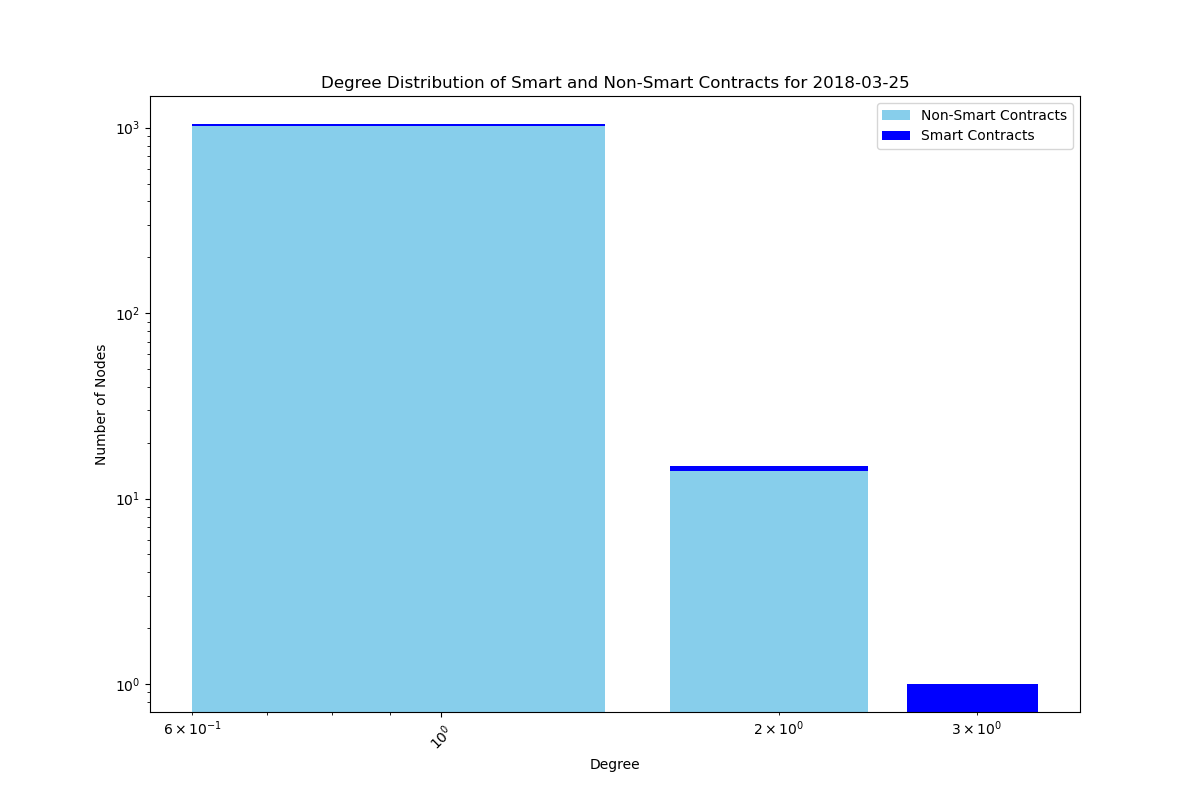 Degree Distribution of Smart and Non-Smart Contracts for 2018-03-25
Non-Smart Contracts
Smart Contracts
10³
10²
10¹
10⁰
Number of Nodes
6 × 10⁻¹
10⁰
2 × 10⁰
3 × 10⁰
Degree